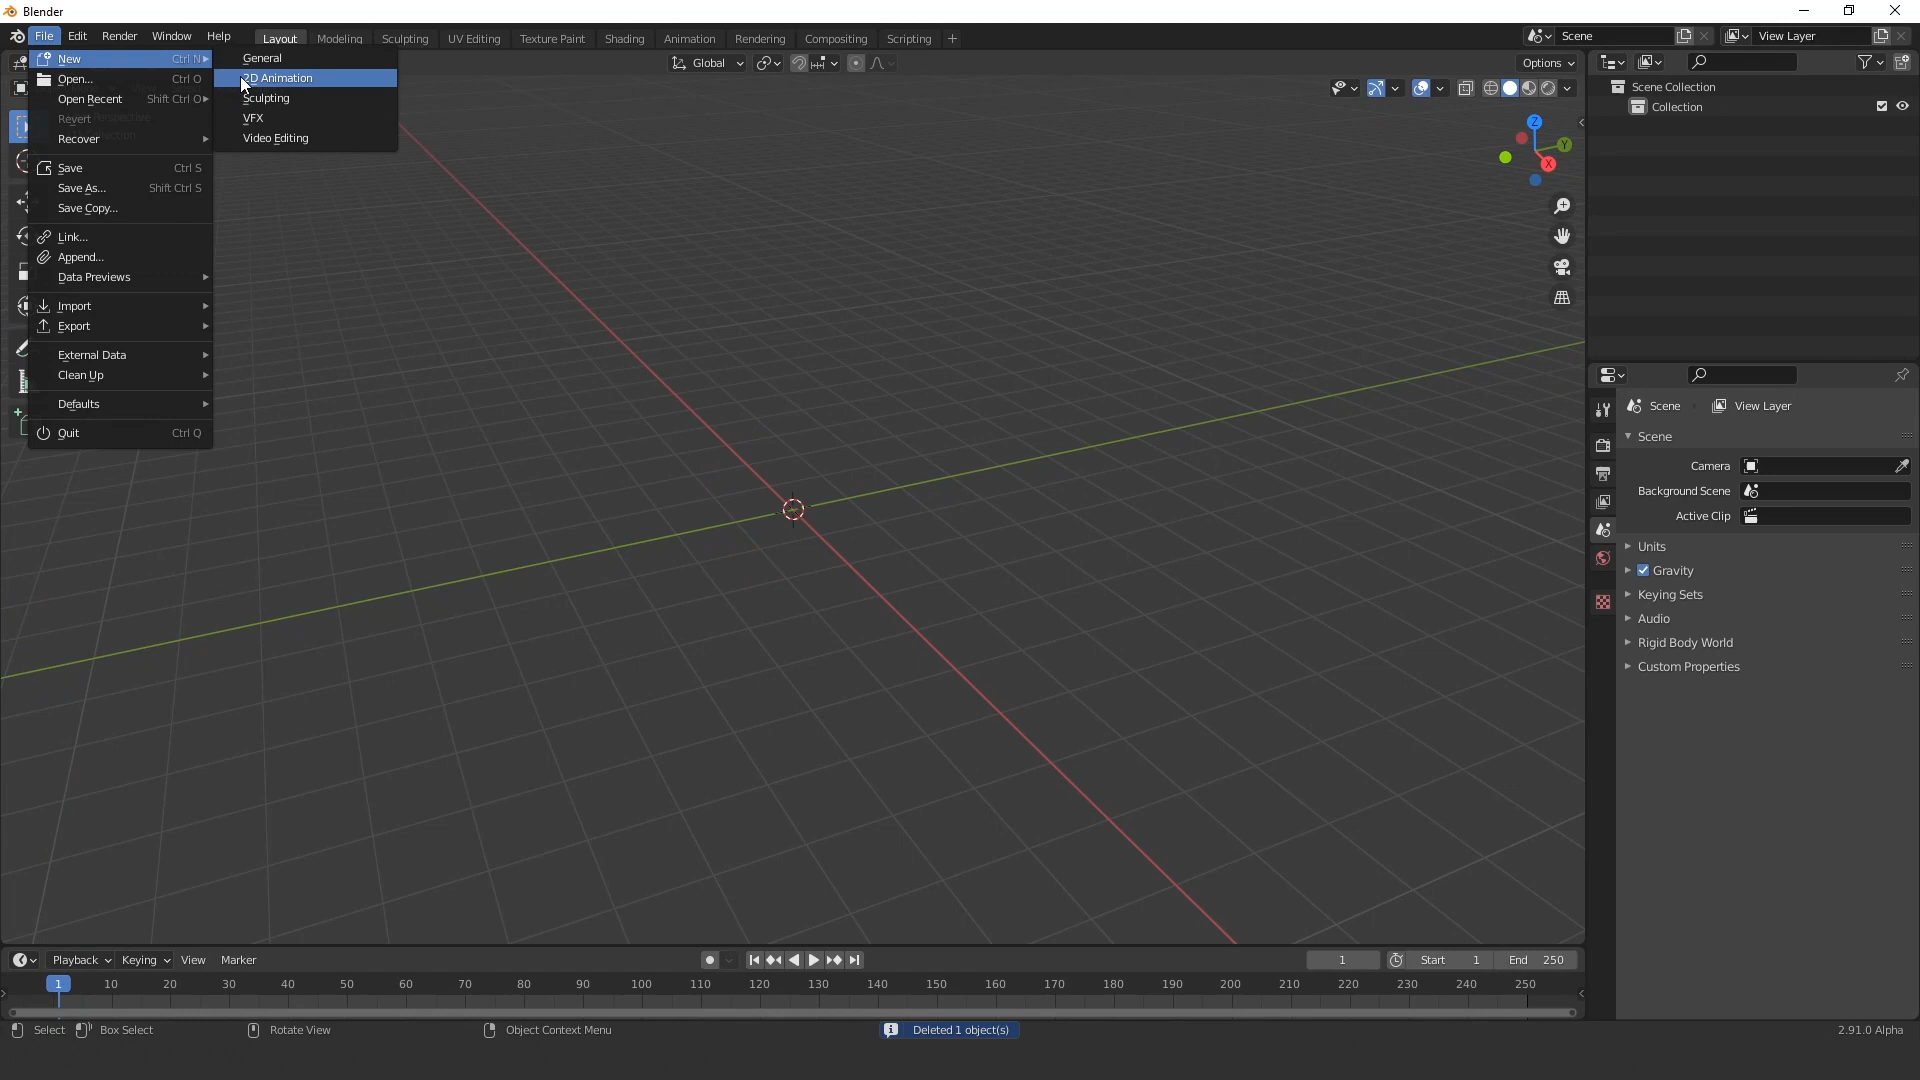 Blender
File Edit Render Window Help Layout Modeling Sculpting UV Editing Texture Paint Shading Animation Rendering Compositing Scripting + Scene View Layer
New Ctrl N
Open... Ctrl O
Open Recent Shift Ctrl O
Revert
Recover
Save Ctrl S
Save As... Shift Ctrl S
Save Copy...
Link...
Append...
Data Previews
Import
Export
External Data
Clean Up
Defaults
Quit Ctrl Q
General
2D Animation
Sculpting
VFX
Video Editing
Global
Options
Z
Y
X
Scene Collection
Collection
Scene View Layer
Scene
Camera
Background Scene
Active Clip
Units
Gravity
Keying Sets
Audio
Rigid Body World
Custom Properties
Playback Keying View Marker 1 Start 1 End 250
1 10 20 30 40 50 60 70 80 90 100 110 120 130 140 150 160 170 180 190 200 210 220 230 240 250
Select Box Select Rotate View Object Context Menu Deleted 1 object(s) 2.91.0 Alpha